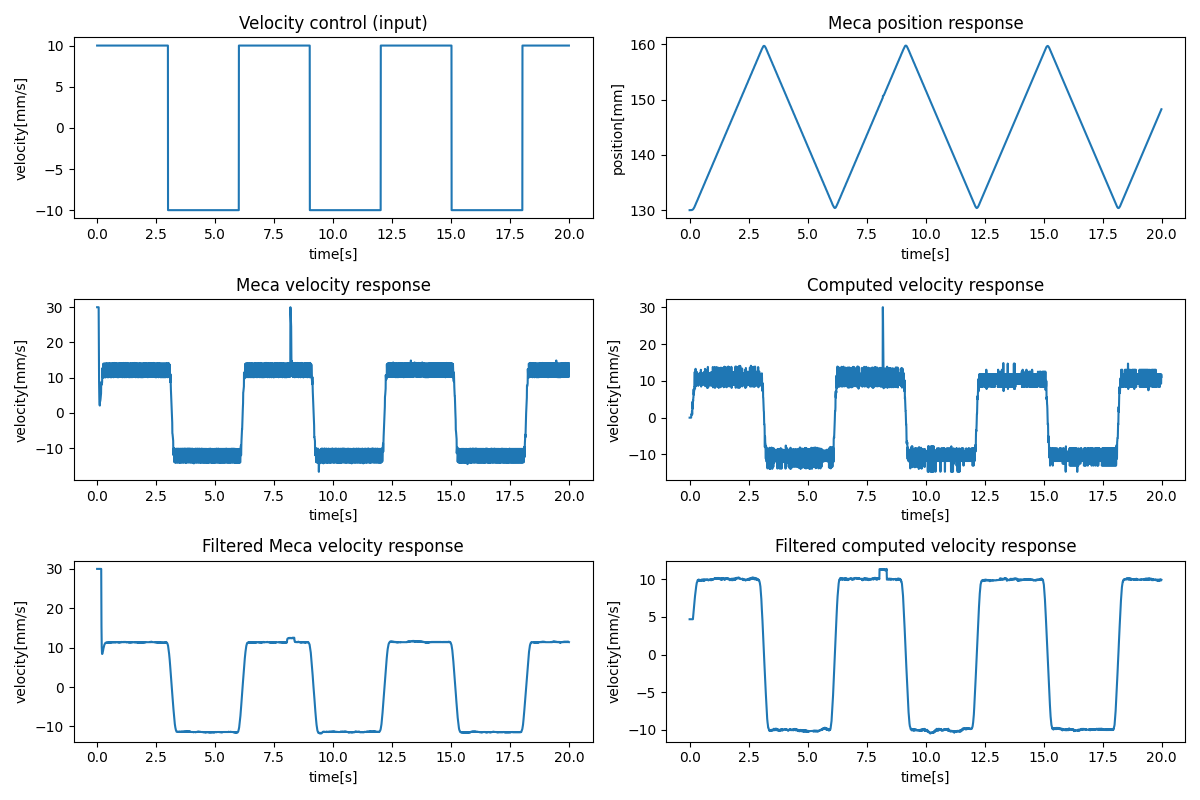 Velocity control (input)
velocity[mm/s]
10
5
0
−5
−10
0.0 2.5 5.0 7.5 10.0 12.5 15.0 17.5 20.0
time[s]
Meca position response
position[mm]
160
150
140
130
0.0 2.5 5.0 7.5 10.0 12.5 15.0 17.5 20.0
time[s]
Meca velocity response
velocity[mm/s]
30
20
10
0
−10
0.0 2.5 5.0 7.5 10.0 12.5 15.0 17.5 20.0
time[s]
Computed velocity response
velocity[mm/s]
30
20
10
0
−10
0.0 2.5 5.0 7.5 10.0 12.5 15.0 17.5 20.0
time[s]
Filtered Meca velocity response
velocity[mm/s]
30
20
10
0
−10
0.0 2.5 5.0 7.5 10.0 12.5 15.0 17.5 20.0
time[s]
Filtered computed velocity response
velocity[mm/s]
10
5
0
−5
−10
0.0 2.5 5.0 7.5 10.0 12.5 15.0 17.5 20.0
time[s]